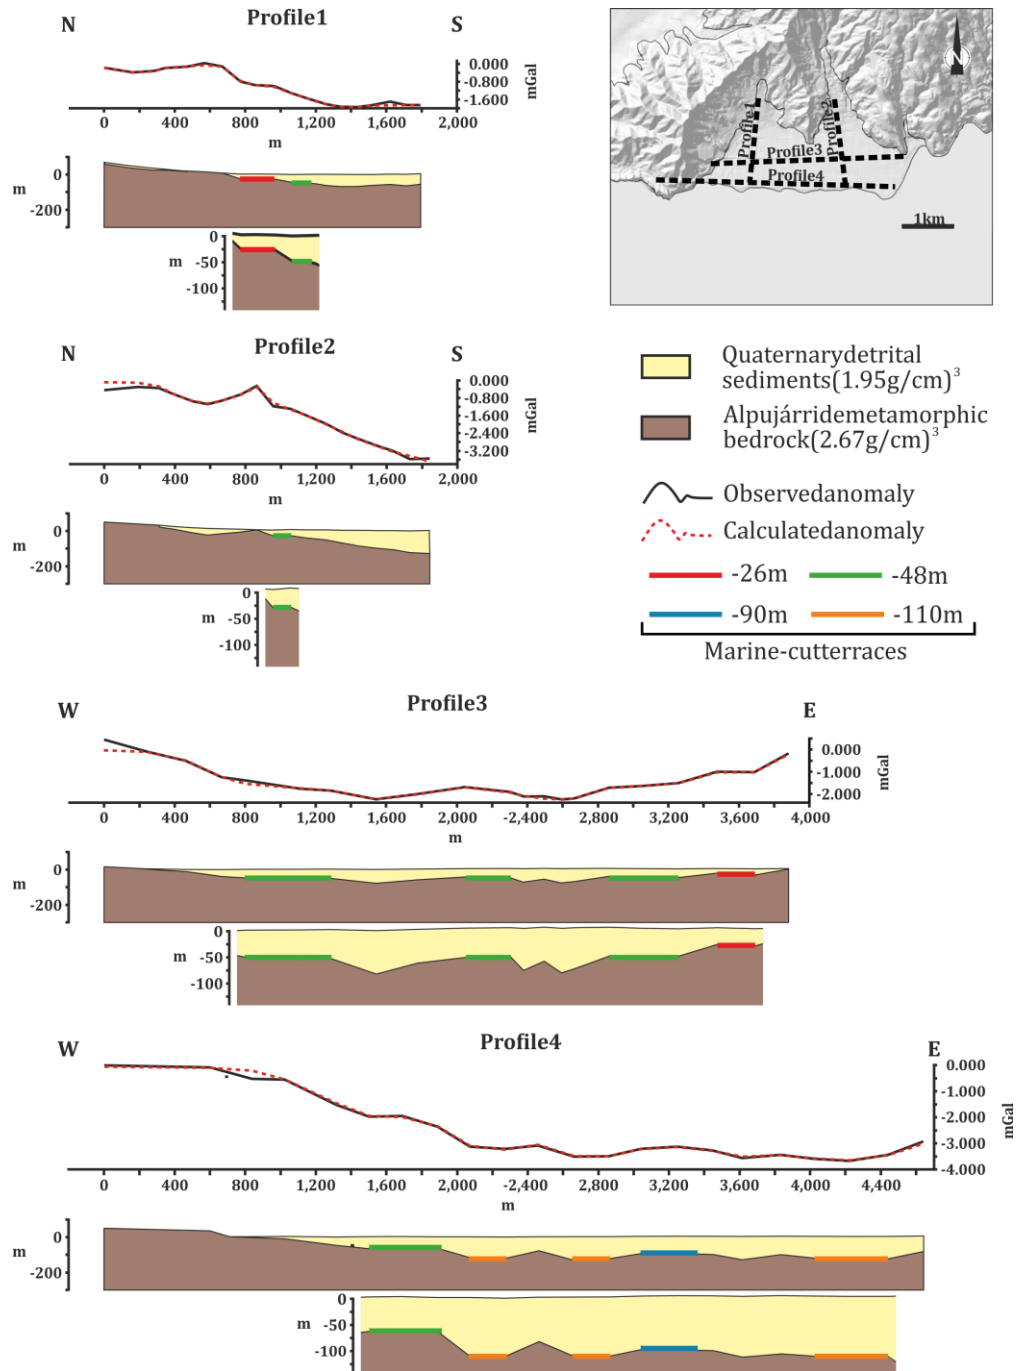 Profile1
N
S
0.000
-0.800
-1.600
mGal
0 400 800 1,200 1,600 2,000
m
0
-200
m
0
-50
-100
m
Profile1
Profile2
Profile3
Profile4
N
1km
Profile2
N
S
0.000
-0.800
-1.600
-2.400
-3.200
mGal
0 400 800 1,200 1,600 2,000
m
0
-200
m
0
-50
-100
m
Quaternarydetrital
sediments(1.95g/cm)³
Alpujárridemetamorphic
bedrock(2.67g/cm)³
Observedanomaly
Calculatedanomaly
-26m
-48m
-90m
-110m
Marine-cutterraces
Profile3
W
E
0.000
-1.000
-2.000
mGal
0 400 800 1,200 1,600 2,000 -2,400 2,800 3,200 3,600 4,000
m
0
-200
m
0
-50
-100
m
Profile4
W
E
0.000
-1.000
-2.000
-3.000
-4.000
mGal
0 400 800 1,200 1,600 2,000 -2,400 2,800 3,200 3,600 4,000 4,400
m
0
-200
m
0
-50
-100
m